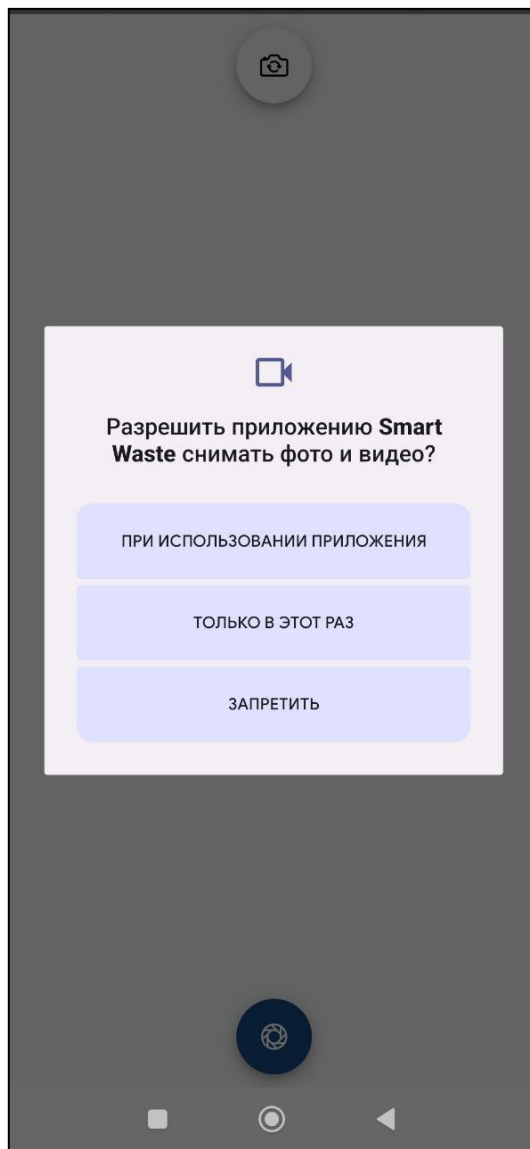 Разрешить приложению Smart
Waste снимать фото и видео?
ПРИ ИСПОЛЬЗОВАНИИ ПРИЛОЖЕНИЯ
ТОЛЬКО В ЭТОТ РАЗ
ЗАПРЕТИТЬ